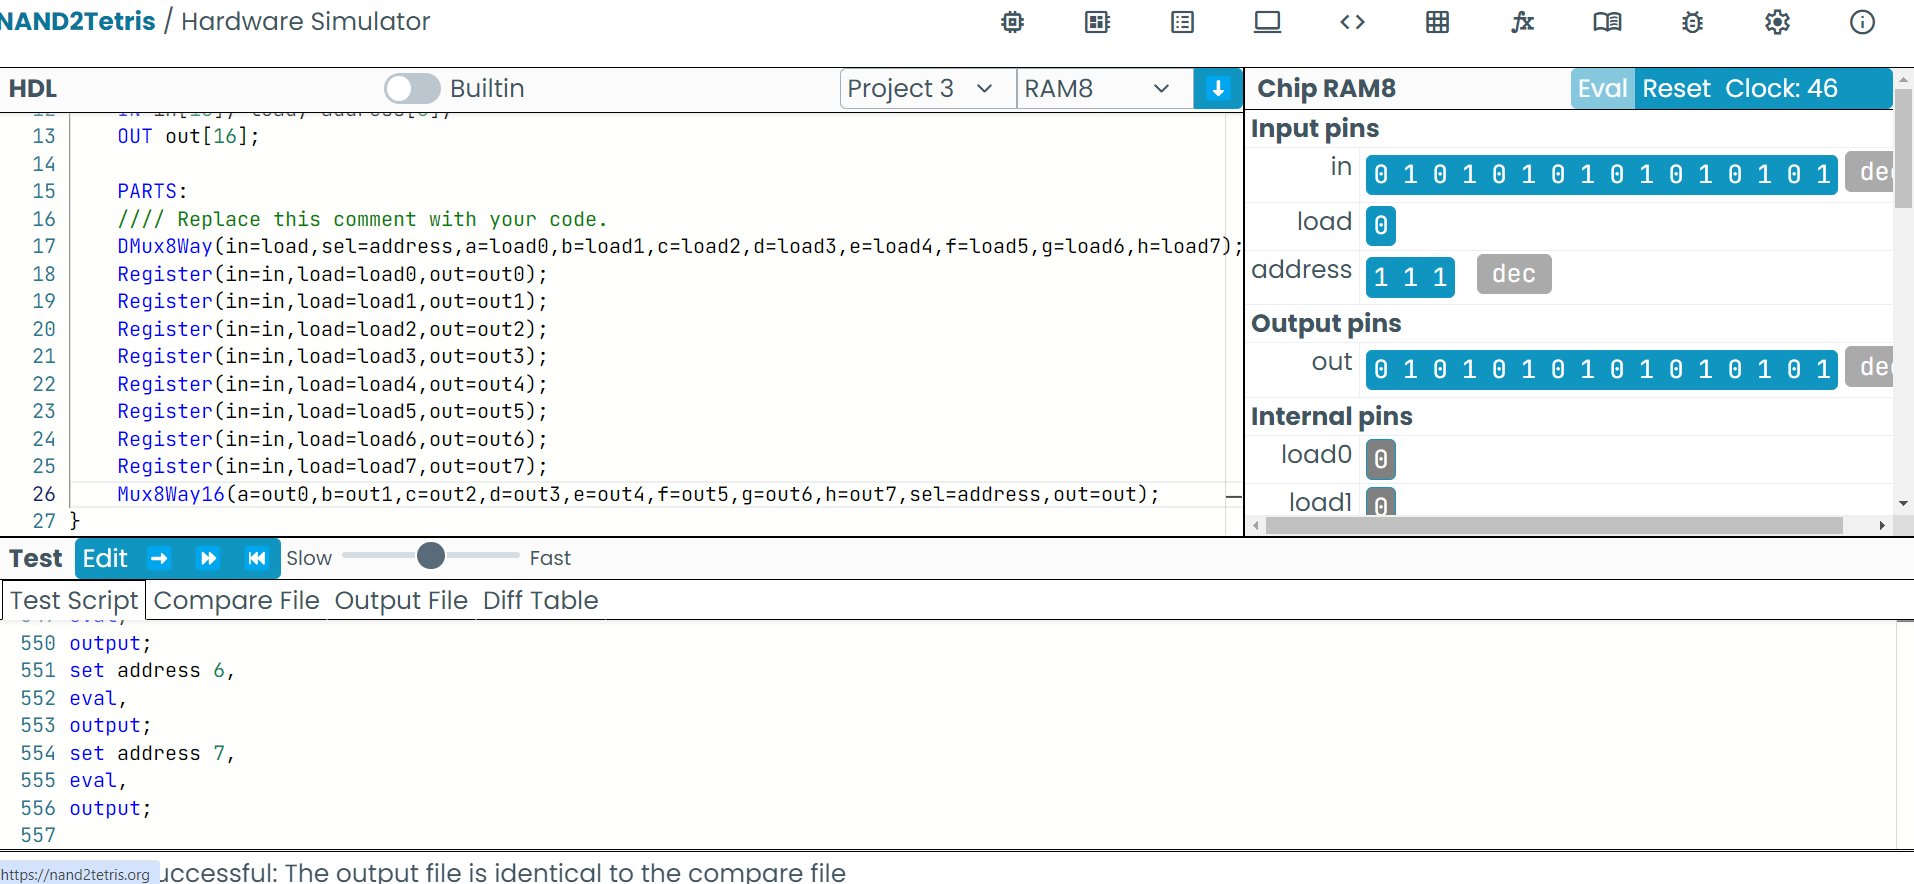 NAND2Tetris / Hardware Simulator
HDL
Builtin
Project 3
RAM8
13 OUT out[16];
14
15 PARTS:
16 //// Replace this comment with your code.
17 DMux8Way(in=load,sel=address,a=load0,b=load1,c=load2,d=load3,e=load4,f=load5,g=load6,h=load7);
18 Register(in=in,load=load0,out=out0);
19 Register(in=in,load=load1,out=out1);
20 Register(in=in,load=load2,out=out2);
21 Register(in=in,load=load3,out=out3);
22 Register(in=in,load=load4,out=out4);
23 Register(in=in,load=load5,out=out5);
24 Register(in=in,load=load6,out=out6);
25 Register(in=in,load=load7,out=out7);
26 Mux8Way16(a=out0,b=out1,c=out2,d=out3,e=out4,f=out5,g=out6,h=out7,sel=address,out=out);
27 }
Chip RAM8
Eval Reset Clock: 46
Input pins
in 0 1 0 1 0 1 0 1 0 1 0 1 0 1 0 1 dec
load 0
address 1 1 1 dec
Output pins
out 0 1 0 1 0 1 0 1 0 1 0 1 0 1 0 1 dec
Internal pins
load0 0
load1 0
Test Edit Slow Fast
Test Script Compare File Output File Diff Table
550 output;
551 set address 6,
552 eval,
553 output;
554 set address 7,
555 eval,
556 output;
557
https://nand2tetris.org
uccessful: The output file is identical to the compare file